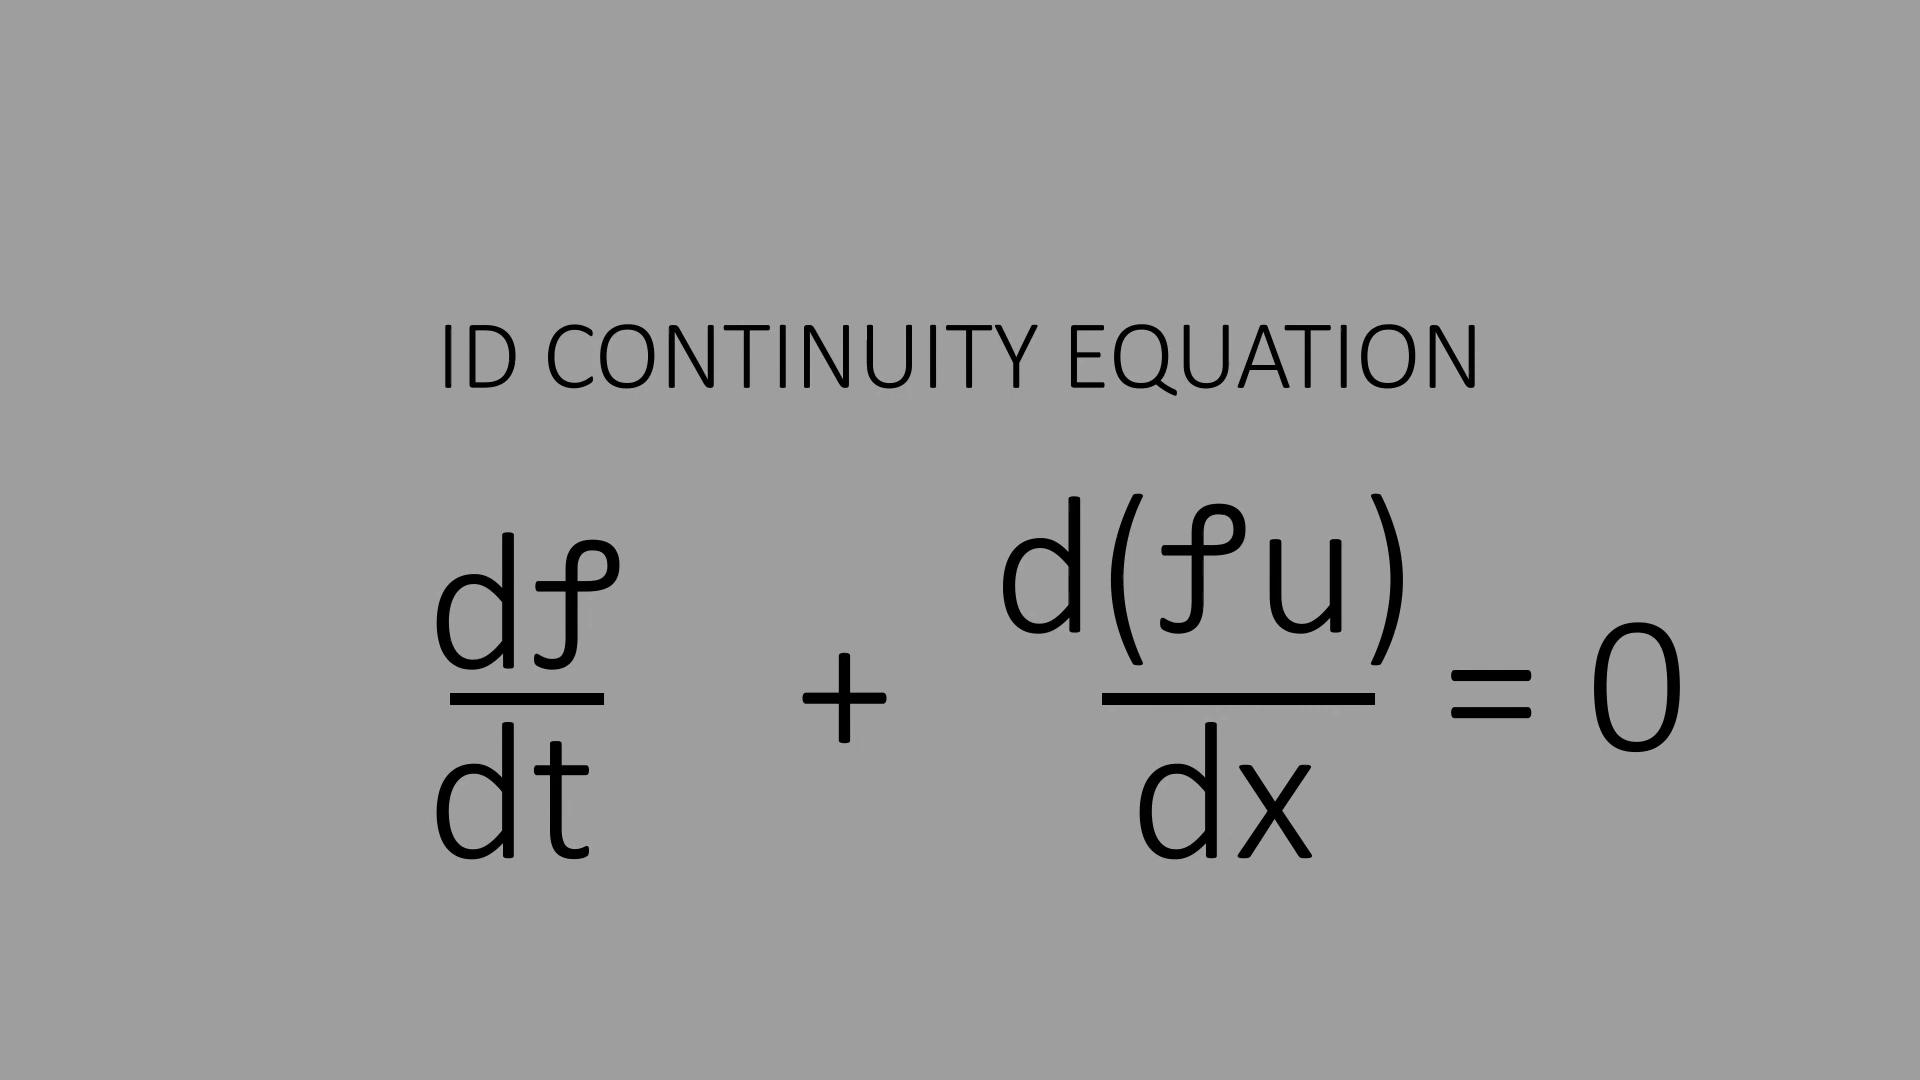 ID CONTINUITY EQUATION
dƑ/dt + d(Ƒu)/dx = 0